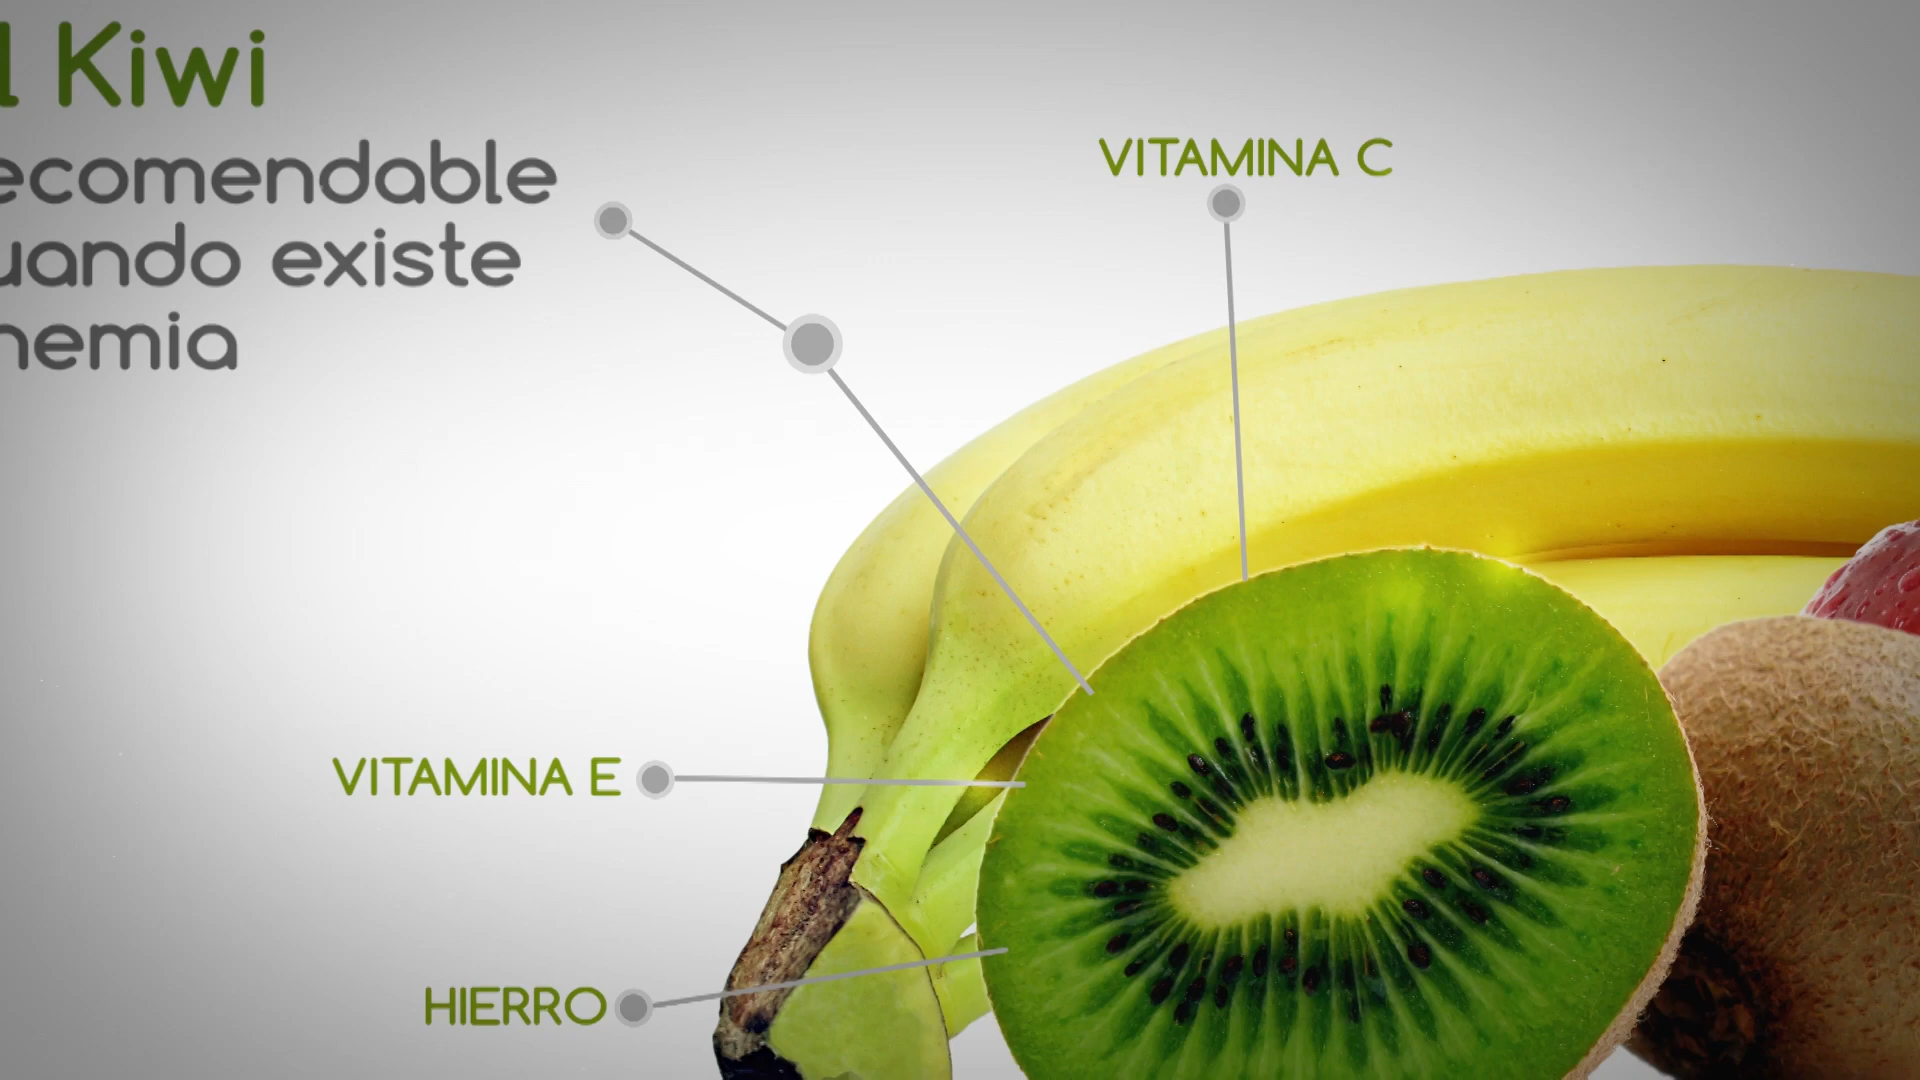 l Kiwi
ecomendable
uando existe
nemia
VITAMINA C
VITAMINA E
HIERRO